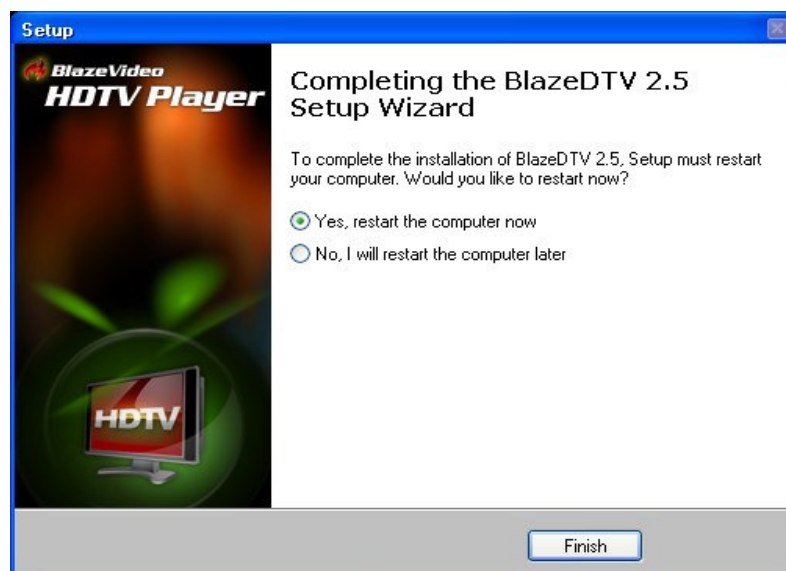 Setup
BlazeVideo
HDTV Player
Completing the BlazeDTV 2.5
Setup Wizard
To complete the installation of BlazeDTV 2.5, Setup must restart
your computer. Would you like to restart now?
Yes, restart the computer now
No, I will restart the computer later
HDTV
Finish